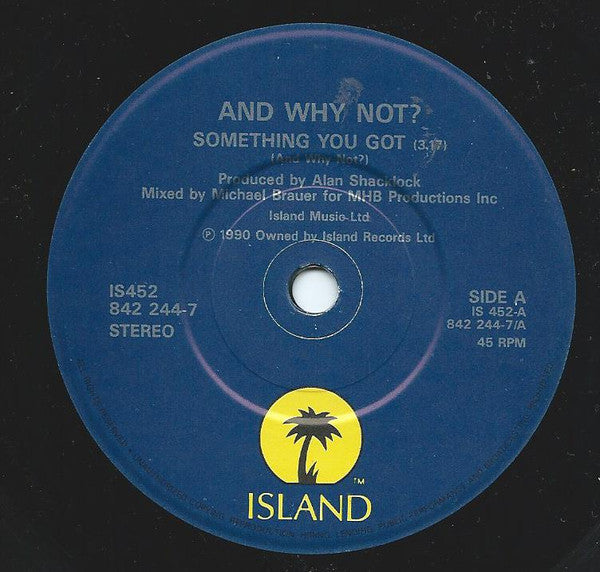 AND WHY NOT?
SOMETHING YOU GOT (3.17)
(And Why Not?)
Produced by Alan Shacklock
Mixed by Michael Brauer for MHB Productions Inc
Island Music Ltd
℗ 1990 Owned by Island Records Ltd
IS452
842 244-7
STEREO
SIDE A
IS 452-A
842 244-7/A
45 RPM
TM
ISLAND